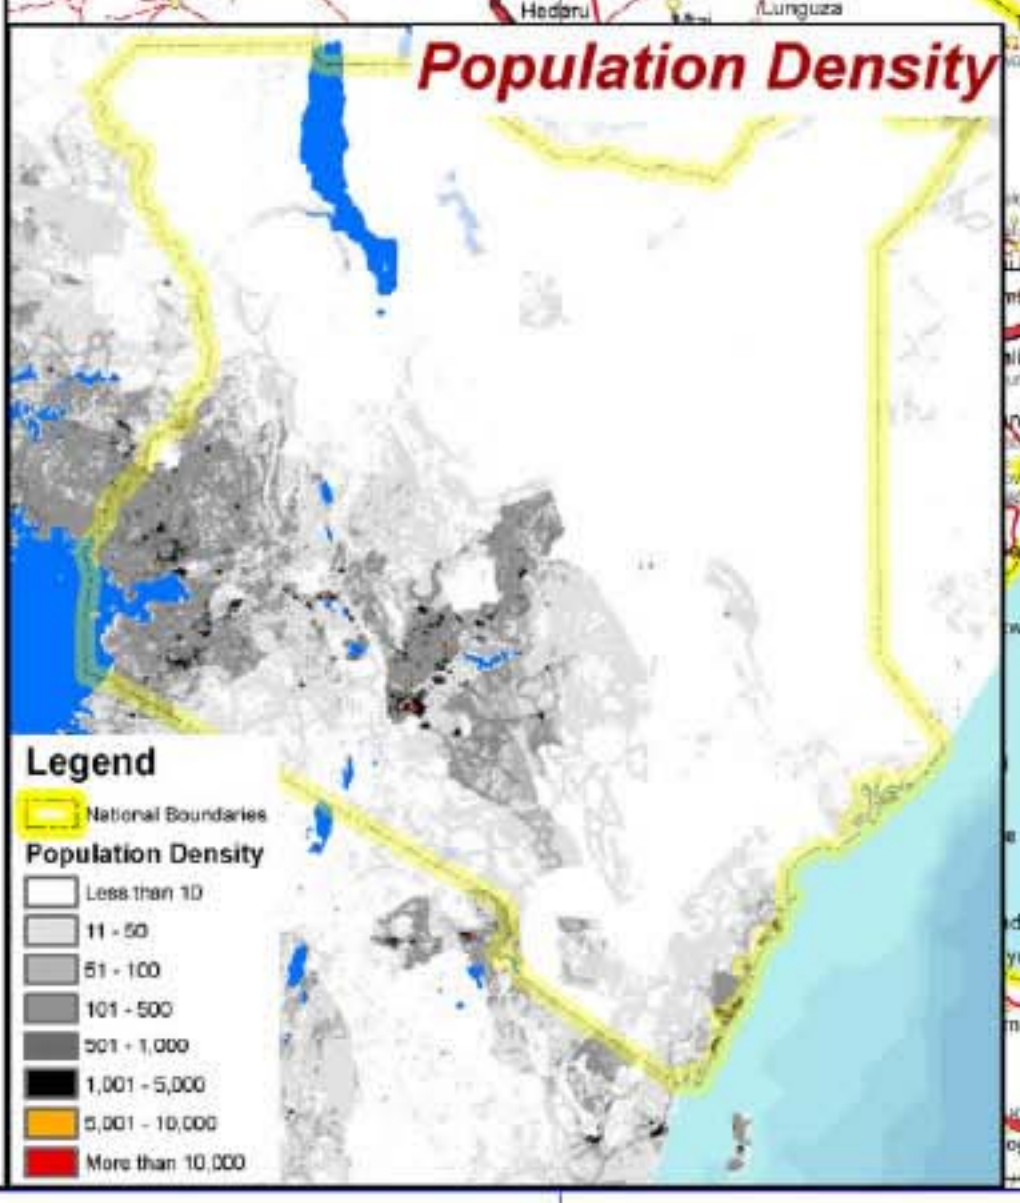 Hedaru
Lunguza
Population Density
Legend
National Boundaries
Population Density
Less than 10
11 - 50
51 - 100
101 - 500
501 - 1,000
1,001 - 5,000
5,001 - 10,000
More than 10,000